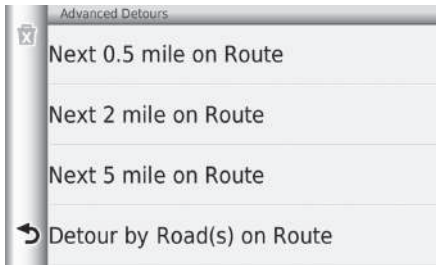 Advanced Detours
Next 0.5 mile on Route
Next 2 mile on Route
Next 5 mile on Route
Detour by Road(s) on Route